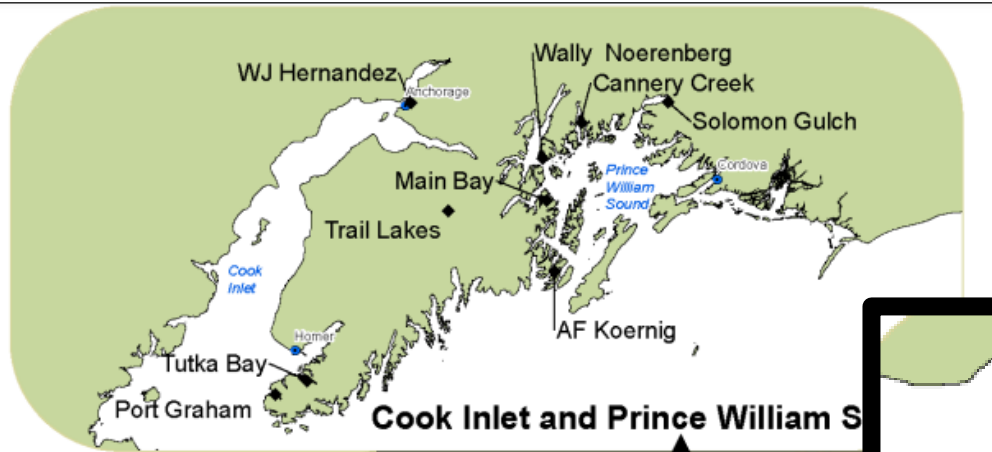 Wally Noerenberg
WJ Hernandez
Cannery Creek
Anchorage
Solomon Gulch
Cordova
Prince
William
Sound
Main Bay
Trail Lakes
Cook
Inlet
AF Koernig
Homer
Tutka Bay
Port Graham
Cook Inlet and Prince William S